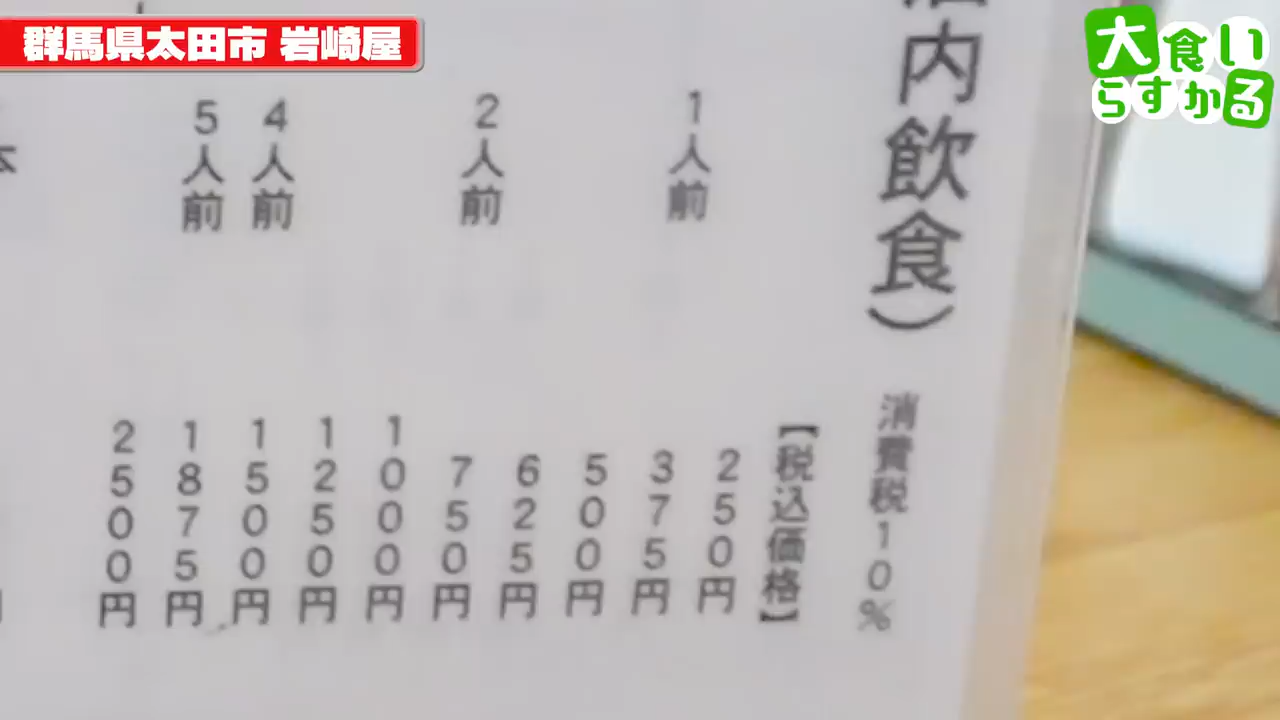 群馬県太田市 岩崎屋
大食い
らすかる
内飲食）
消費税10%
【税込価格】
250円
1人前
375円
500円
625円
2人前
750円
1000円
1250円
4人前
1500円
5人前
1875円
2500円